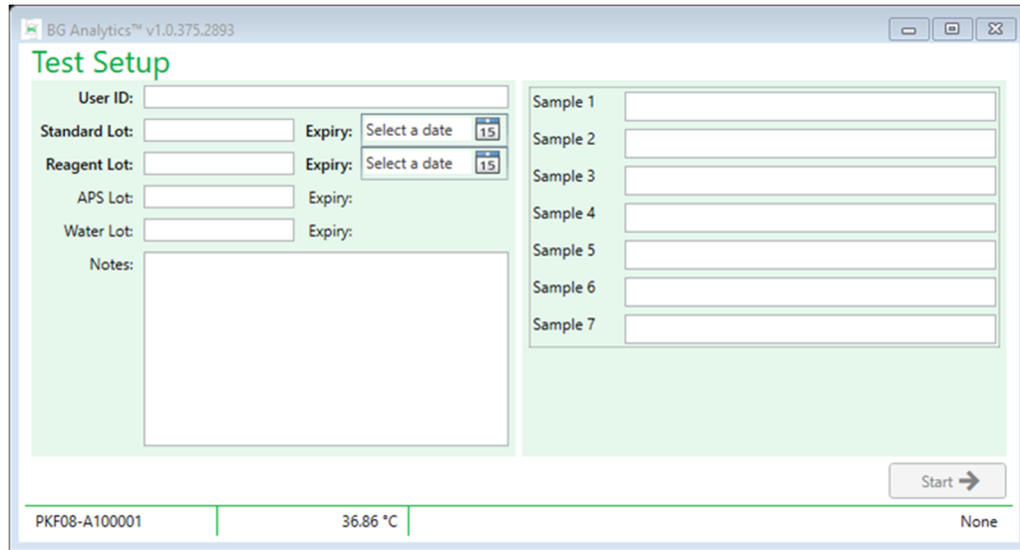 BG Analytics™ v1.0.375.2893
Test Setup
User ID:
Standard Lot: Expiry: Select a date 15
Reagent Lot: Expiry: Select a date 15
APS Lot: Expiry:
Water Lot: Expiry:
Notes:
Sample 1
Sample 2
Sample 3
Sample 4
Sample 5
Sample 6
Sample 7
Start
PKF08-A100001 36.86 °C None